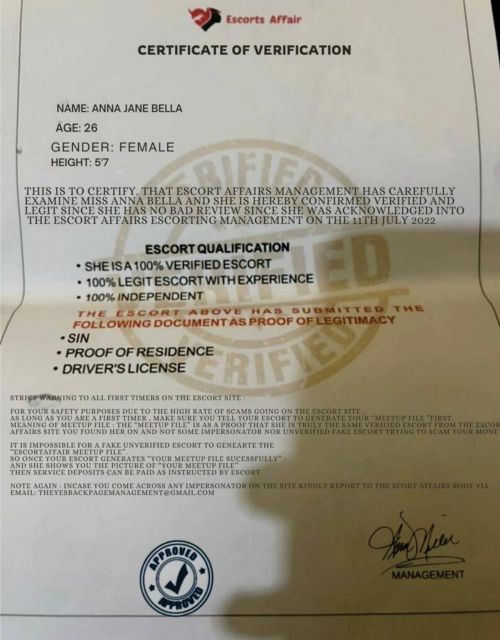 Escorts Affair
CERTIFICATE OF VERIFICATION
NAME: ANNA JANE BELLA
AGE: 26
GENDER: FEMALE
HEIGHT: 5'7
THIS IS TO CERTIFY, THAT ESCORT AFFAIRS MANAGEMENT HAS CAREFULLY
EXAMINE MISS ANNA BELLA AND SHE IS HEREBY CONFIRMED VERIFIED AND
LEGIT SINCE SHE HAS NO BAD REVIEW SINCE SHE WAS ACKNOWLEDGED INTO
THE ESCORT AFFAIRS ESCORTING MANAGEMENT ON THE 11TH JULY 2022
VERIFIED
VERIFIED
ESCORT QUALIFICATION
• SHE IS A 100% VERIFIED ESCORT
• 100% LEGIT ESCORT WITH EXPERIENCE
• 100% INDEPENDENT
THE ESCORT ABOVE HAS SUBMITTED THE
FOLLOWING DOCUMENT AS PROOF OF LEGITIMACY
• SIN
• PROOF OF RESIDENCE
• DRIVER'S LICENSE
STRICT WARNING TO ALL FIRST TIMERS ON THE ESCORT SITE :
FOR YOUR SAFETY PURPOSES DUE TO THE HIGH RATE OF SCAMS GOING ON THE ESCORT SITE ,
AS LONG AS YOU ARE A FIRST TIMER , MAKE SURE YOU TELL YOUR ESCORT TO GENERATE YOUR "MEETUP FILE "FIRST.
MEANING OF MEETUP FILE : THE "MEETUP FILE" IS AS A PROOF THAT SHE IS TRULY THE SAME VERIFIED ESCORT FROM THE ESCOR
AFFAIRS SITE YOU FOUND HER ON AND NOT SOME IMPERSONATOR NOR UNVERIFIED FAKE ESCORT TRYING TO SCAM YOUR MONE
IT IS IMPOSSIBLE FOR A FAKE UNVERIFIED ESCORT TO GENEARTE THE
"ESCORTAFFAIR MEETUP FILE".
SO ONCE YOUR ESCORT GENERATES "YOUR MEETUP FILE SUCESSFULLY"
AND SHE SHOWS YOU THE PICTURE OF "YOUR MEETUP FILE"
THEN SERVICE DEPOSITS CAN BE PAID AS INSTRUCTED BY ESCORT
NOTE AGAIN : INCASE YOU COME ACROSS ANY IMPERSONATOR ON THE SITE KINDLY REPORT TO THE SCORT AFFAIRS BODY VIA
EMAIL: THEYESBACKPAGEMANAGEMENT@GMAIL.COM
APPROVED
APPROVED
MANAGEMENT